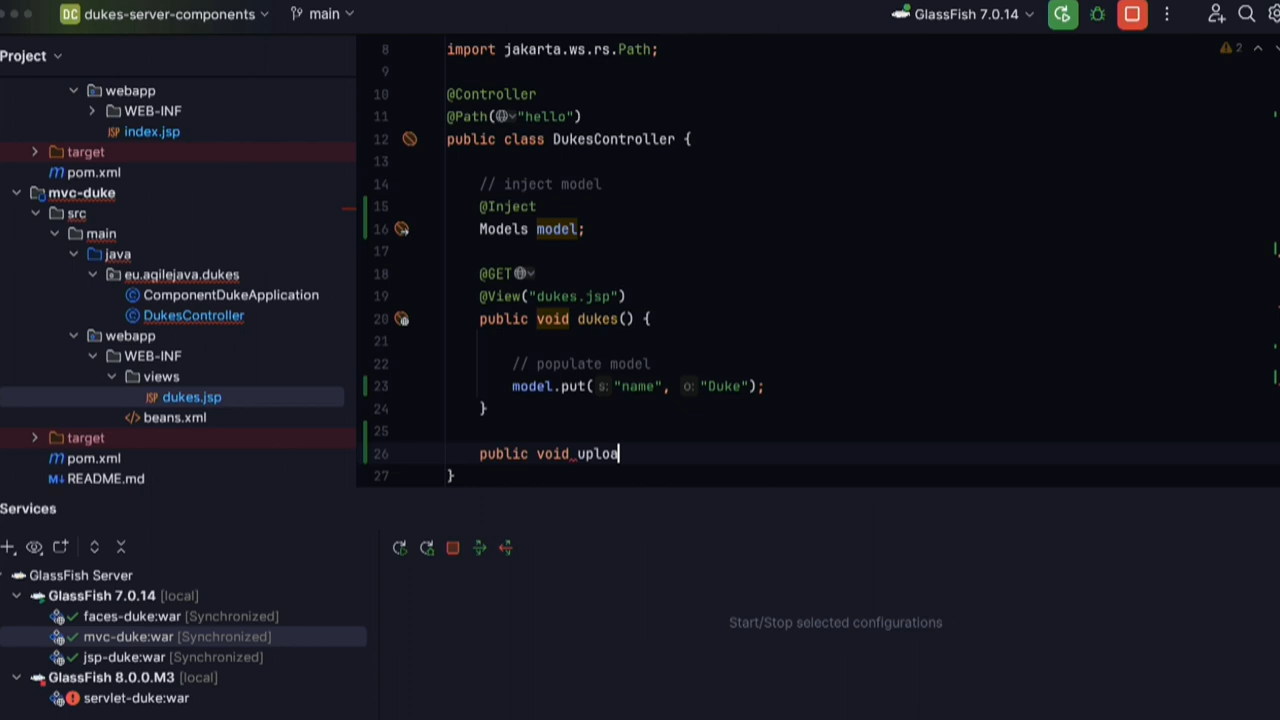 DC dukes-server-components main GlassFish 7.0.14
Project
webapp
WEB-INF
JSP index.jsp
target
pom.xml
mvc-duke
src
main
java
eu.agilejava.dukes
ComponentDukeApplication
DukesController
webapp
WEB-INF
views
JSP dukes.jsp
beans.xml
target
pom.xml
README.md
8 import jakarta.ws.rs.Path;
2
9
10 @Controller
11 @Path("hello")
12 public class DukesController {
13
14 // inject model
15 @Inject
16 Models model;
17
18 @GET
19 @View("dukes.jsp")
20 public void dukes() {
21
22 // populate model
23 model.put( s: "name", o: "Duke");
24 }
25
26 public void uploa
27 }
Services
GlassFish Server
GlassFish 7.0.14 [local]
faces-duke:war [Synchronized]
mvc-duke:war [Synchronized]
jsp-duke:war [Synchronized]
GlassFish 8.0.0.M3 [local]
servlet-duke:war
Start/Stop selected configurations